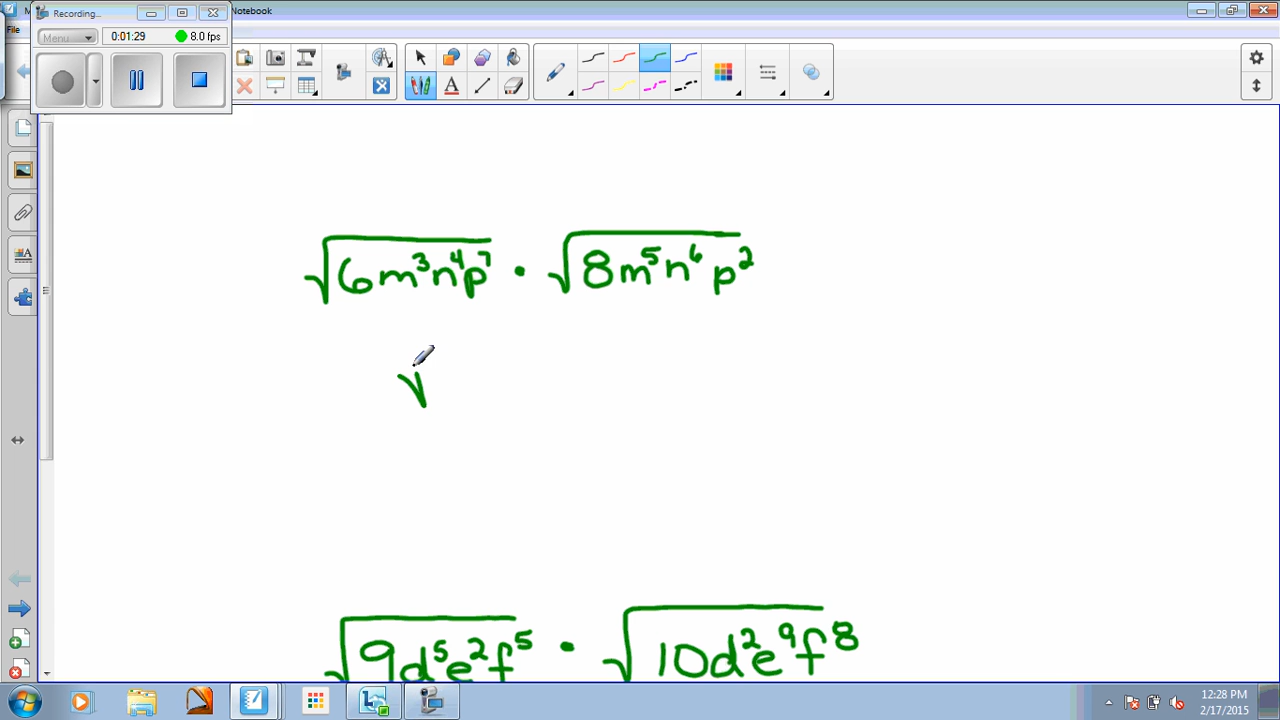 Recording...
Notebook
Menu
0:01:29
8.0 fps
File
√6m³n⁴p⁷ · √8m⁵n⁶p²
√
√9d⁵e²f⁵ · √10d²e⁹f⁸
12:28 PM
2/17/2015